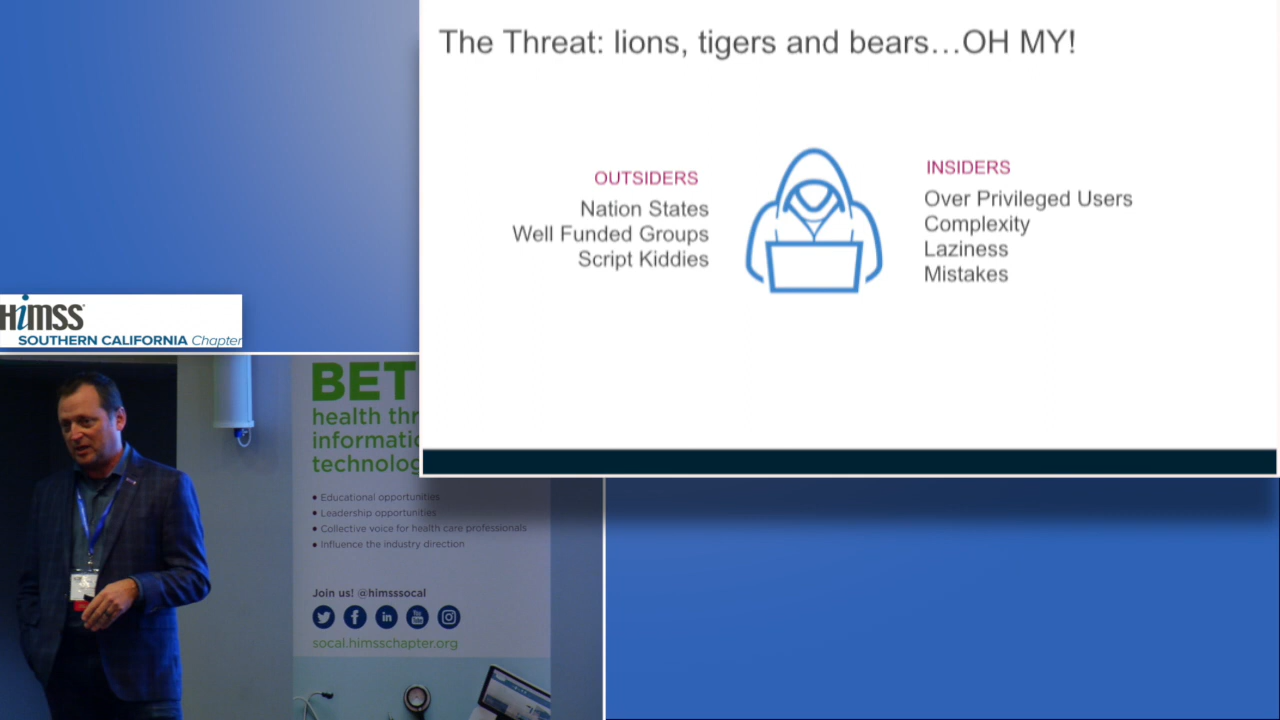 The Threat: lions, tigers and bears…OH MY!
OUTSIDERS
Nation States
Well Funded Groups
Script Kiddies
INSIDERS
Over Privileged Users
Complexity
Laziness
Mistakes
HiMSS
SOUTHERN CALIFORNIA Chapter
BET
health thr
informatio
technolog
• Educational opportunities
• Leadership opportunities
• Collective voice for health care professionals
• Influence the industry direction
Join us! @himsssocal
socal.himsschapter.org